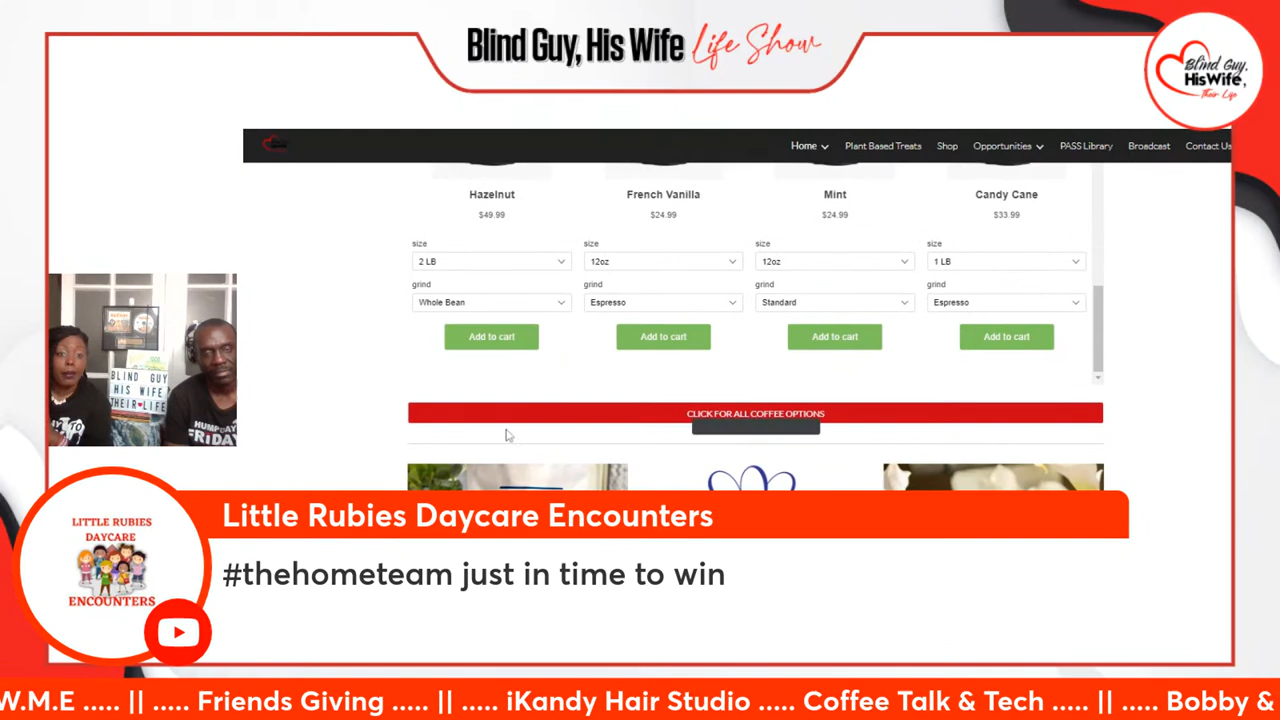 Blind Guy, His Wife Life Show
Blind Guy,
HisWife,
Their Life
Home
Plant Based Treats
Shop
Opportunities
PASS Library
Broadcast
Contact Us
Hazelnut
$49.99
size
2 LB
grind
Whole Bean
Add to cart
French Vanilla
$24.99
size
12oz
grind
Espresso
Add to cart
Mint
$24.99
size
12oz
grind
Standard
Add to cart
Candy Cane
$33.99
size
1 LB
grind
Espresso
Add to cart
CLICK FOR ALL COFFEE OPTIONS
BLIND GUY
HIS WIFE
THEIR LIFE
HUMPDAY
FRIDAY
LITTLE RUBIES
DAYCARE
ENCOUNTERS
Little Rubies Daycare Encounters
#thehometeam just in time to win
W.M.E ..... || ..... Friends Giving ..... || ..... iKandy Hair Studio ..... Coffee Talk & Tech ..... || ..... Bobby &